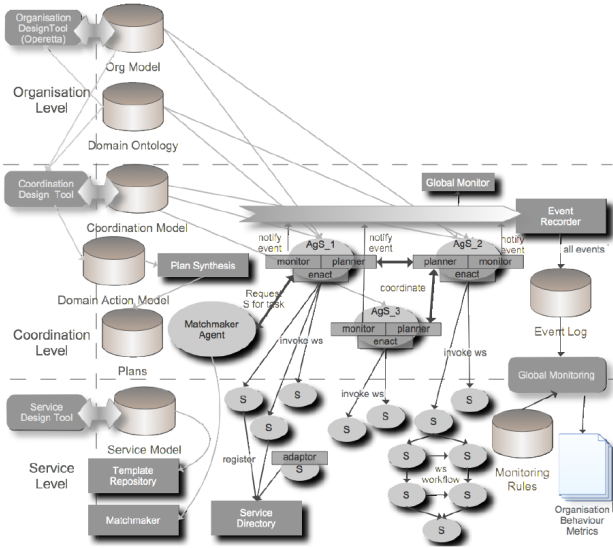 Organisation
DesignTool
(Operetta)
Org Model
Organisation
Level
Domain Ontology
Coordination
Design Tool
Global Monitor
Event
Recorder
Coordination Model
notify
event
AgS_1
notify
event
AgS_2
notify
event
all events
monitor
planner
enact
planner
monitor
enact
Plan Synthesis
Domain Action Model
Request
S for task
coordinate
AgS_3
monitor
planner
enact
Event Log
Matchmaker
Agent
Coordination
Level
Plans
invoke ws
invoke ws
invoke ws
Global Monitoring
Service
Design Tool
Service Model
S
S
S
S
S
S
S
Service
Level
Template
Repository
register
adaptor
S
S
S
ws
workflow
S
S
S
Monitoring
Rules
Matchmaker
Service
Directory
Organisation
Behaviour
Metrics